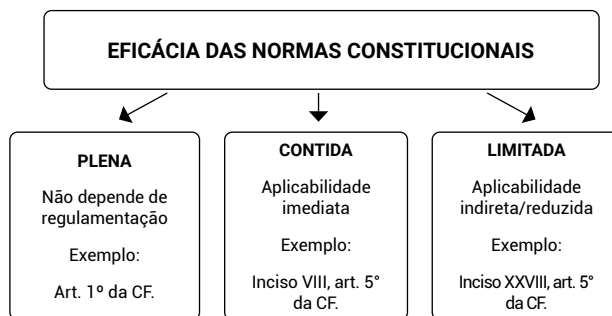 EFICÁCIA DAS NORMAS CONSTITUCIONAIS
PLENA
Não depende de
regulamentação
Exemplo:
Art. 1º da CF.
CONTIDA
Aplicabilidade
imediata
Exemplo:
Inciso VIII, art. 5°
da CF.
LIMITADA
Aplicabilidade
indireta/reduzida
Exemplo:
Inciso XXVIII, art. 5°
da CF.